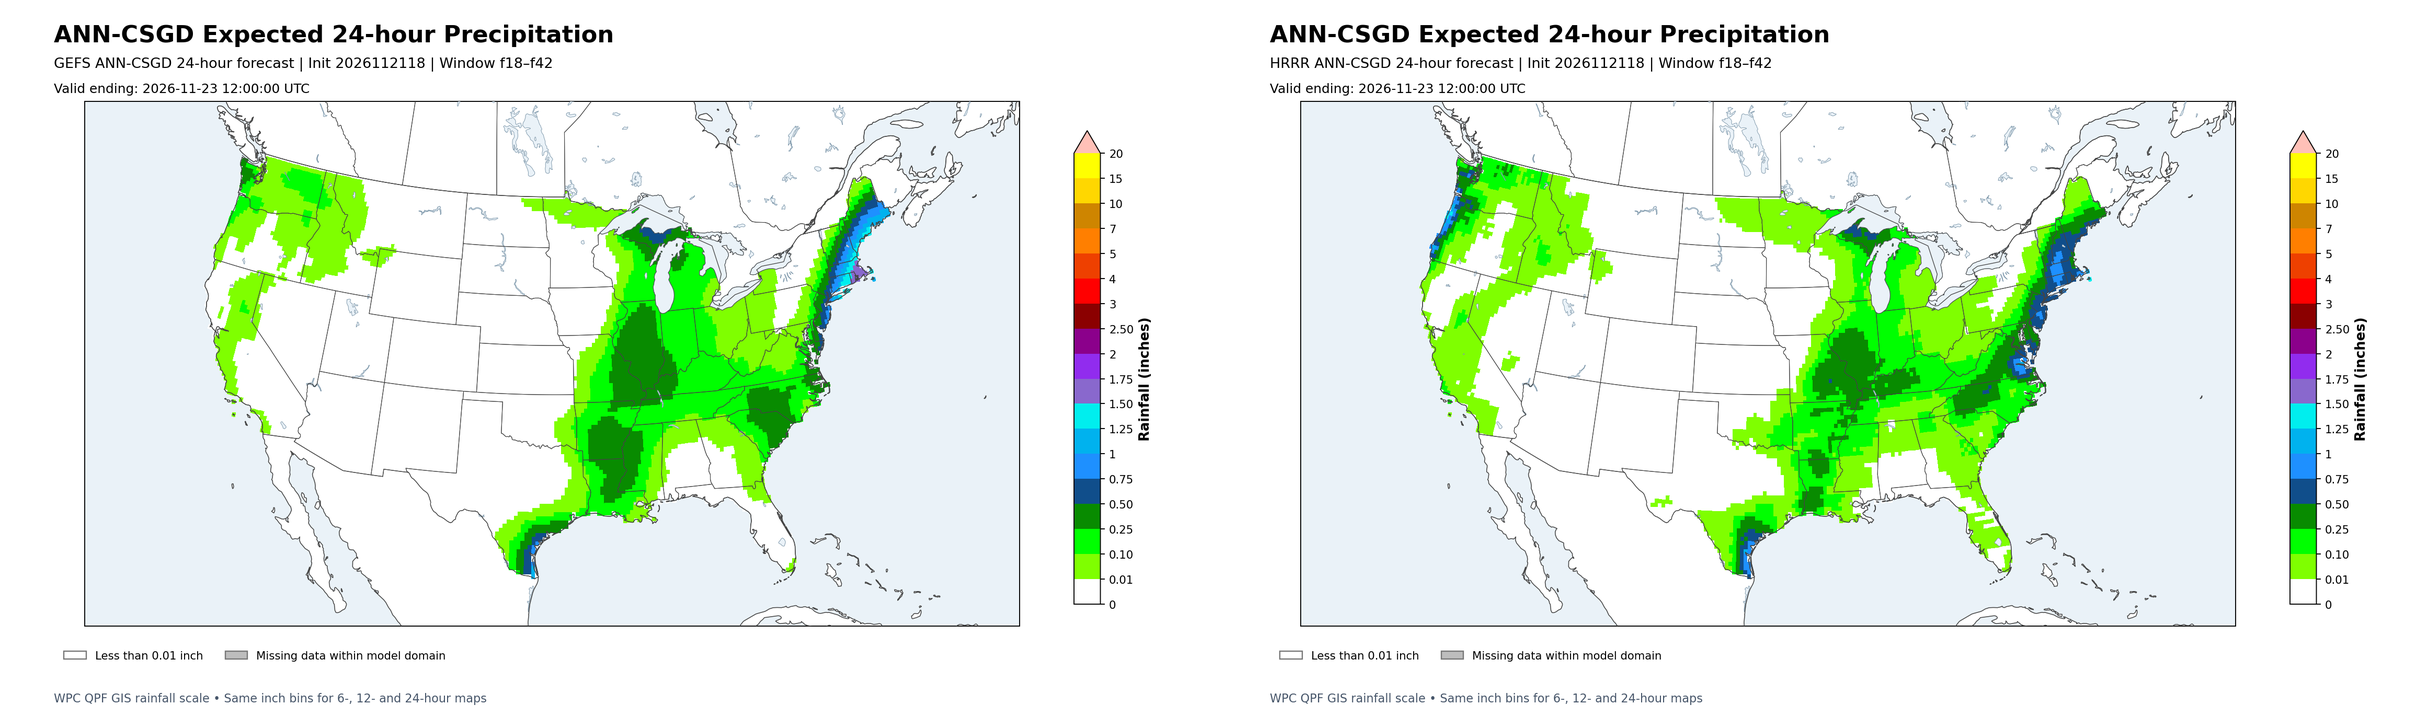 ANN-CSGD Expected 24-hour Precipitation
GEFS ANN-CSGD 24-hour forecast | Init 2026112118 | Window f18–f42
Valid ending: 2026-11-23 12:00:00 UTC
20
15
10
7
5
4
3
2.50
2
1.75
1.50
1.25
1
0.75
0.50
0.25
0.10
0.01
0
Rainfall (inches)
Less than 0.01 inch
Missing data within model domain
WPC QPF GIS rainfall scale • Same inch bins for 6-, 12- and 24-hour maps
ANN-CSGD Expected 24-hour Precipitation
HRRR ANN-CSGD 24-hour forecast | Init 2026112118 | Window f18–f42
Valid ending: 2026-11-23 12:00:00 UTC
20
15
10
7
5
4
3
2.50
2
1.75
1.50
1.25
1
0.75
0.50
0.25
0.10
0.01
0
Rainfall (inches)
Less than 0.01 inch
Missing data within model domain
WPC QPF GIS rainfall scale • Same inch bins for 6-, 12- and 24-hour maps